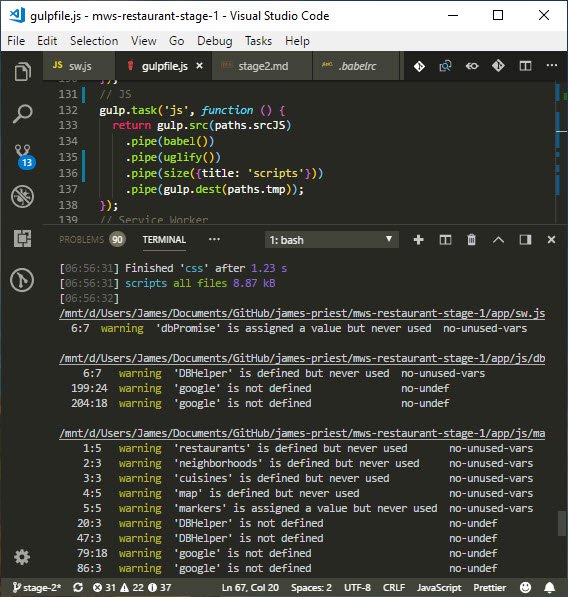 gulpfile.js - mws-restaurant-stage-1 - Visual Studio Code
File Edit Selection View Go Debug Tasks Help
JS sw.js JS gulpfile.js stage2.md .babelrc
130 });
131 // JS
132 gulp.task('js', function () {
133 return gulp.src(paths.srcJS)
134 .pipe(babel())
135 .pipe(uglify())
136 .pipe(size({title: 'scripts'}))
137 .pipe(gulp.dest(paths.tmp));
138 });
139 // Service Worker
13
PROBLEMS 90 TERMINAL ··· 1: bash
[06:56:31] Finished 'css' after 1.23 s
[06:56:31] scripts all files 8.87 kB
[06:56:32]
/mnt/d/Users/James/Documents/GitHub/james-priest/mws-restaurant-stage-1/app/sw.js
6:7 warning 'dbPromise' is assigned a value but never used no-unused-vars
/mnt/d/Users/James/Documents/GitHub/james-priest/mws-restaurant-stage-1/app/js/db
6:7 warning 'DBHelper' is defined but never used no-unused-vars
199:24 warning 'google' is not defined no-undef
204:18 warning 'google' is not defined no-undef
/mnt/d/Users/James/Documents/GitHub/james-priest/mws-restaurant-stage-1/app/js/ma
1:5 warning 'restaurants' is defined but never used no-unused-vars
2:3 warning 'neighborhoods' is defined but never used no-unused-vars
3:3 warning 'cuisines' is defined but never used no-unused-vars
4:5 warning 'map' is defined but never used no-unused-vars
5:5 warning 'markers' is assigned a value but never used no-unused-vars
20:3 warning 'DBHelper' is not defined no-undef
47:3 warning 'DBHelper' is not defined no-undef
79:18 warning 'google' is not defined no-undef
86:3 warning 'google' is not defined no-undef
stage-2* 31 22 37 Ln 67, Col 20 Spaces: 2 UTF-8 CRLF JavaScript Prettier